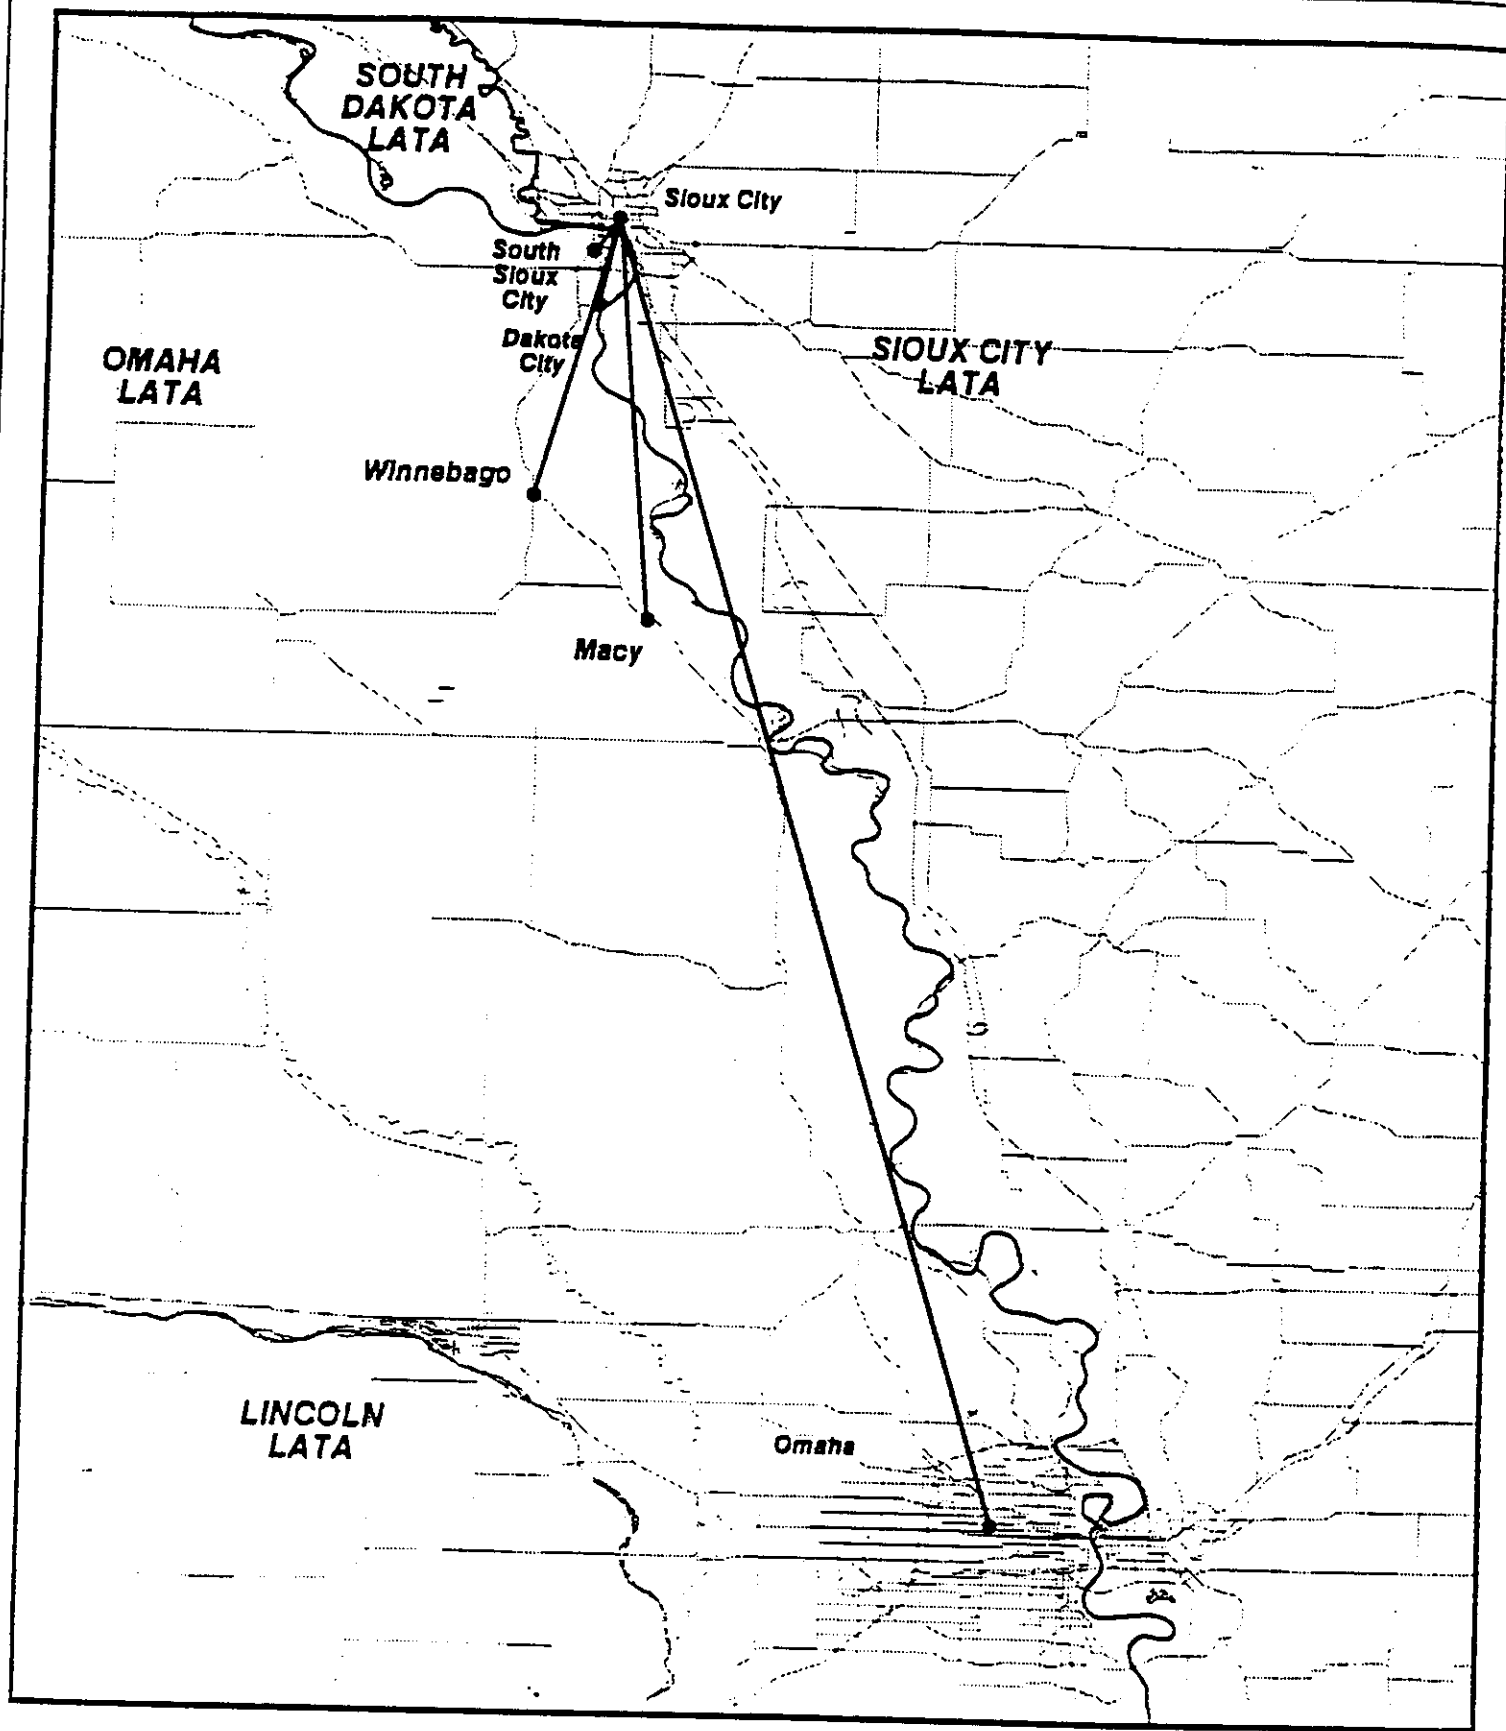 SOUTH
DAKOTA
LATA
Sioux City
South
Sioux
City
Dakota
City
OMAHA
LATA
SIOUX CITY
LATA
Winnebago
Macy
LINCOLN
LATA
Omaha